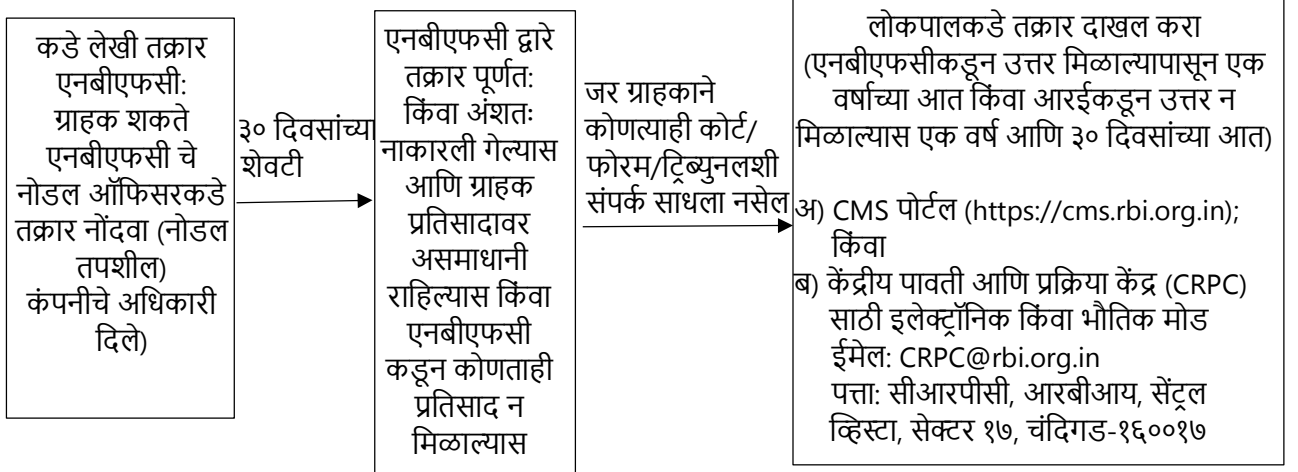 कडे लेखी तक्रार
एनबीएफसी:
ग्राहक शकते
एनबीएफसी चे
नोडल ऑफिसरकडे
तक्रार नोंदवा (नोडल
तपशील)
कंपनीचे अधिकारी
दिले)
३० दिवसांच्या
शेवटी
एनबीएफसी द्वारे
तक्रार पूर्णत:
किंवा अंशतः
नाकारली गेल्यास
आणि ग्राहक
प्रतिसादावर
असमाधानी
राहिल्यास किंवा
एनबीएफसी
कडून कोणताही
प्रतिसाद न
मिळाल्यास
जर ग्राहकाने
कोणत्याही कोर्ट/
फोरम/ट्रिब्युनलशी
संपर्क साधला नसेल
लोकपालकडे तक्रार दाखल करा
(एनबीएफसीकडून उत्तर मिळाल्यापासून एक
वर्षाच्या आत किंवा आरईकडून उत्तर न
मिळाल्यास एक वर्ष आणि ३० दिवसांच्या आत)
अ) CMS पोर्टल (https://cms.rbi.org.in);
किंवा
ब) केंद्रीय पावती आणि प्रक्रिया केंद्र (CRPC)
साठी इलेक्ट्रॉनिक किंवा भौतिक मोड
ईमेल: CRPC@rbi.org.in
पत्ता: सीआरपीसी, आरबीआय, सेंट्रल
व्हिस्टा, सेक्टर १७, चंदिगड-१६००१७